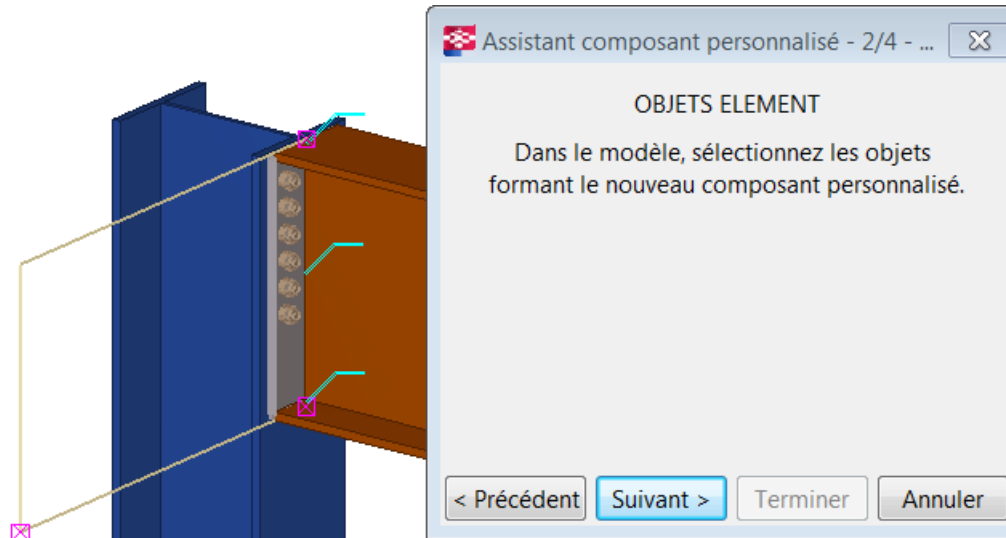 Assistant composant personnalisé - 2/4 - ...
OBJETS ELEMENT
Dans le modèle, sélectionnez les objets
formant le nouveau composant personnalisé.
< Précédent Suivant > Terminer Annuler